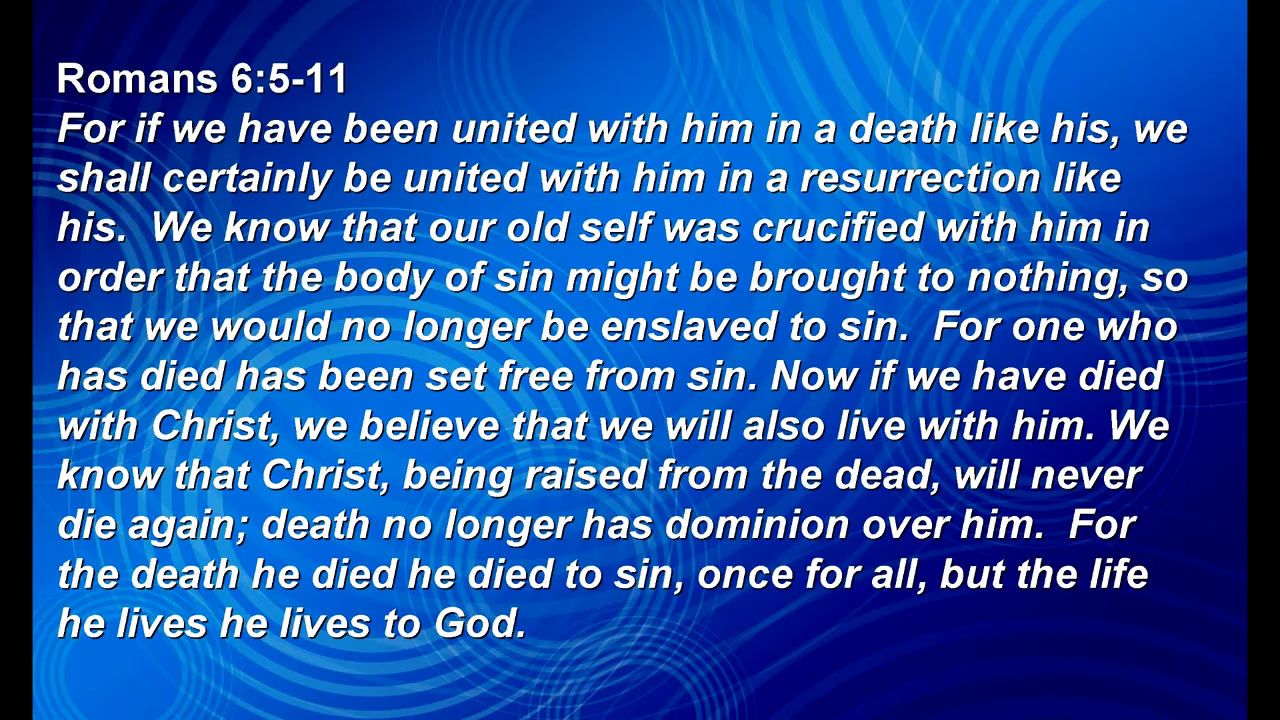 Romans 6:5-11
For if we have been united with him in a death like his, we
shall certainly be united with him in a resurrection like
his.  We know that our old self was crucified with him in
order that the body of sin might be brought to nothing, so
that we would no longer be enslaved to sin.  For one who
has died has been set free from sin. Now if we have died
with Christ, we believe that we will also live with him. We
know that Christ, being raised from the dead, will never
die again; death no longer has dominion over him.  For
the death he died he died to sin, once for all, but the life
he lives he lives to God.